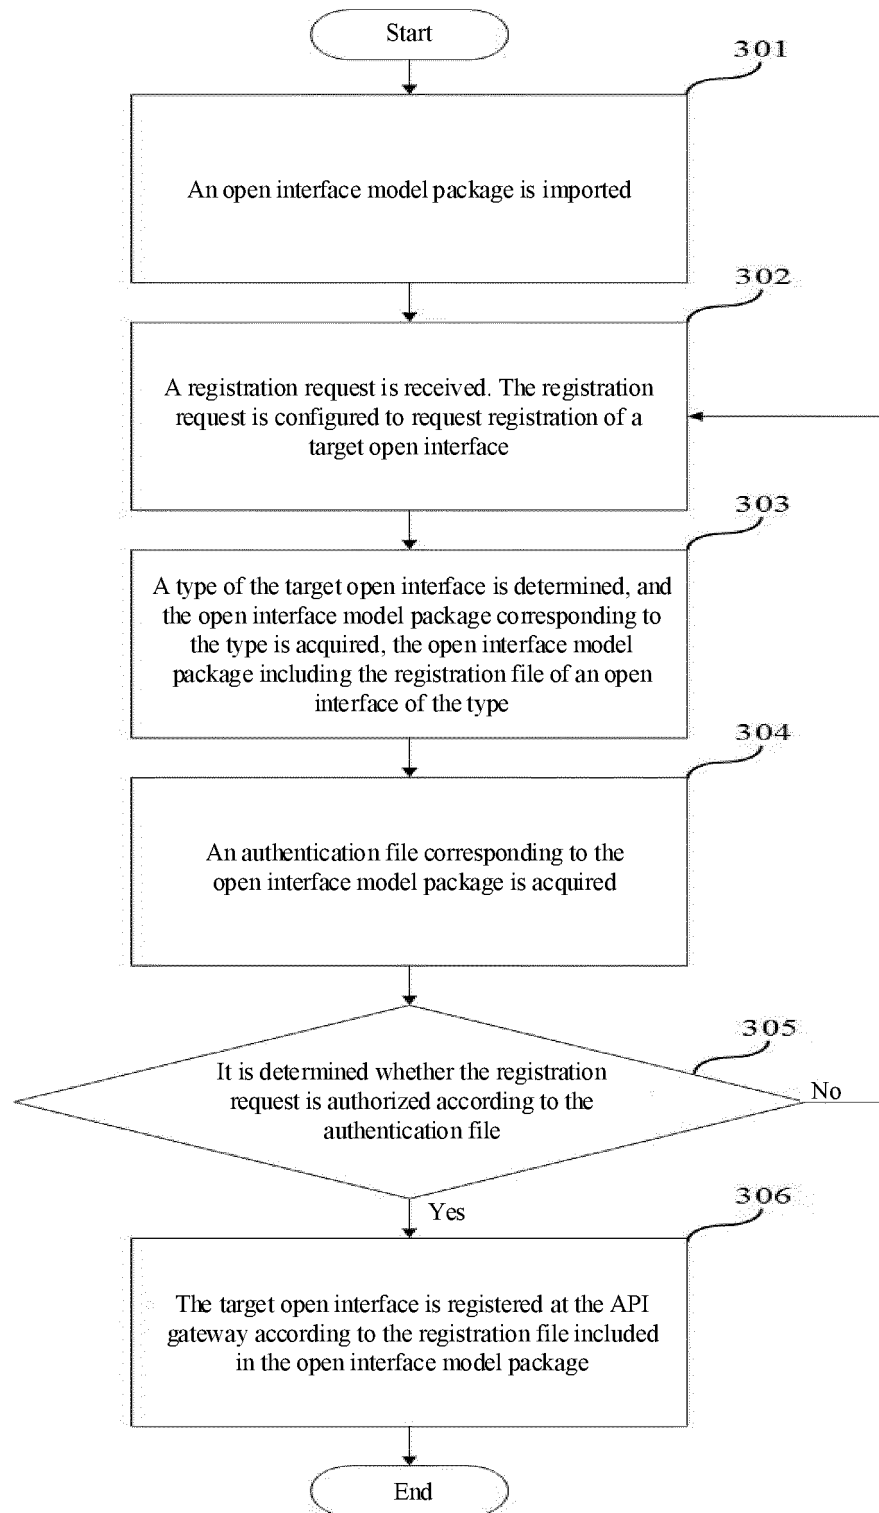 Start
301
An open interface model package is imported
302
A registration request is received. The registration
request is configured to request registration of a
target open interface
303
A type of the target open interface is determined, and
the open interface model package corresponding to
the type is acquired, the open interface model
package including the registration file of an open
interface of the type
304
An authentication file corresponding to the
open interface model package is acquired
305
It is determined whether the registration
request is authorized according to the
authentication file
No
Yes
306
The target open interface is registered at the API
gateway according to the registration file included
in the open interface model package
End